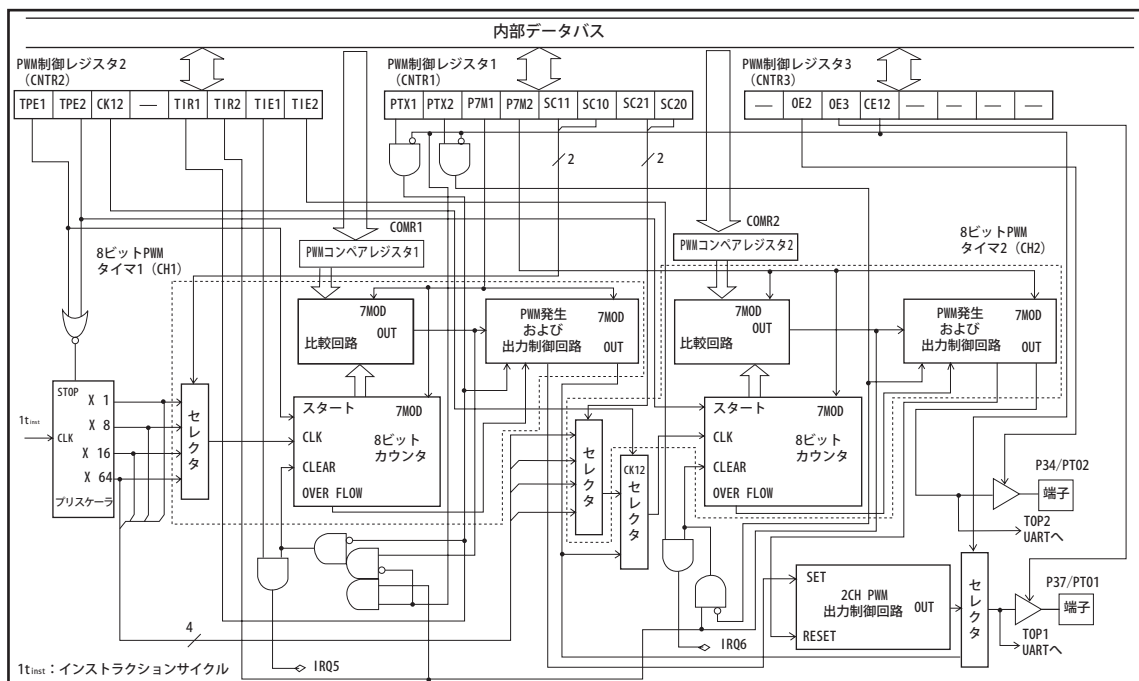 内部データバス
PWM制御レジスタ2
(CNTR2)
TPE1 TPE2 CK12 — TIR1 TIR2 TIE1 TIE2
PWM制御レジスタ1
(CNTR1)
PTX1 PTX2 P7M1 P7M2 SC11 SC10 SC21 SC20
PWM制御レジスタ3
(CNTR3)
— OE2 OE3 CE12 — — — —
2
2
COMR1
PWMコンペアレジスタ1
COMR2
PWMコンペアレジスタ2
8ビットPWM
タイマ1 (CH1)
8ビットPWM
タイマ2 (CH2)
7MOD
OUT
比較回路
PWM発生
および
出力制御回路
7MOD
OUT
7MOD
OUT
比較回路
PWM発生
および
出力制御回路
7MOD
OUT
1tinst
STOP
CLK
X 1
X 8
X 16
X 64
プリスケーラ
セレクタ
スタート
7MOD
CLK
8ビット
カウンタ
CLEAR
OVER FLOW
セレクタ
CK12
セレクタ
スタート
7MOD
CLK
8ビット
カウンタ
CLEAR
OVER FLOW
P34/PT02
端子
TOP2
UARTへ
SET
2CH PWM
出力制御回路
OUT
RESET
セレクタ
P37/PT01
端子
TOP1
UARTへ
4
IRQ5
IRQ6
1tinst：インストラクションサイクル